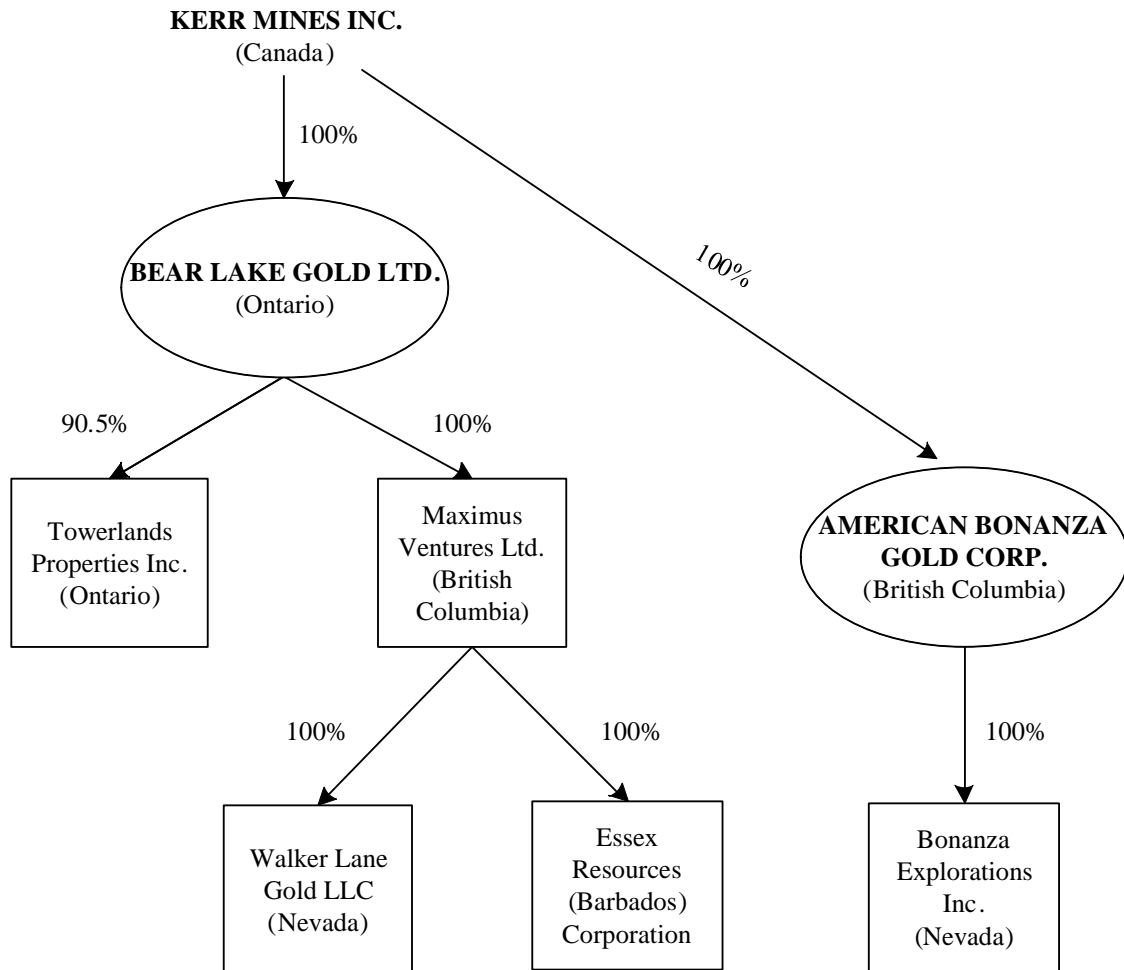 KERR MINES INC.
(Canada)
100%
BEAR LAKE GOLD LTD.
(Ontario)
100%
90.5%
100%
Towerlands
Properties Inc.
(Ontario)
Maximus
Ventures Ltd.
(British
Columbia)
AMERICAN BONANZA
GOLD CORP.
(British Columbia)
100%
100%
100%
Walker Lane
Gold LLC
(Nevada)
Essex
Resources
(Barbados)
Corporation
Bonanza
Explorations
Inc.
(Nevada)